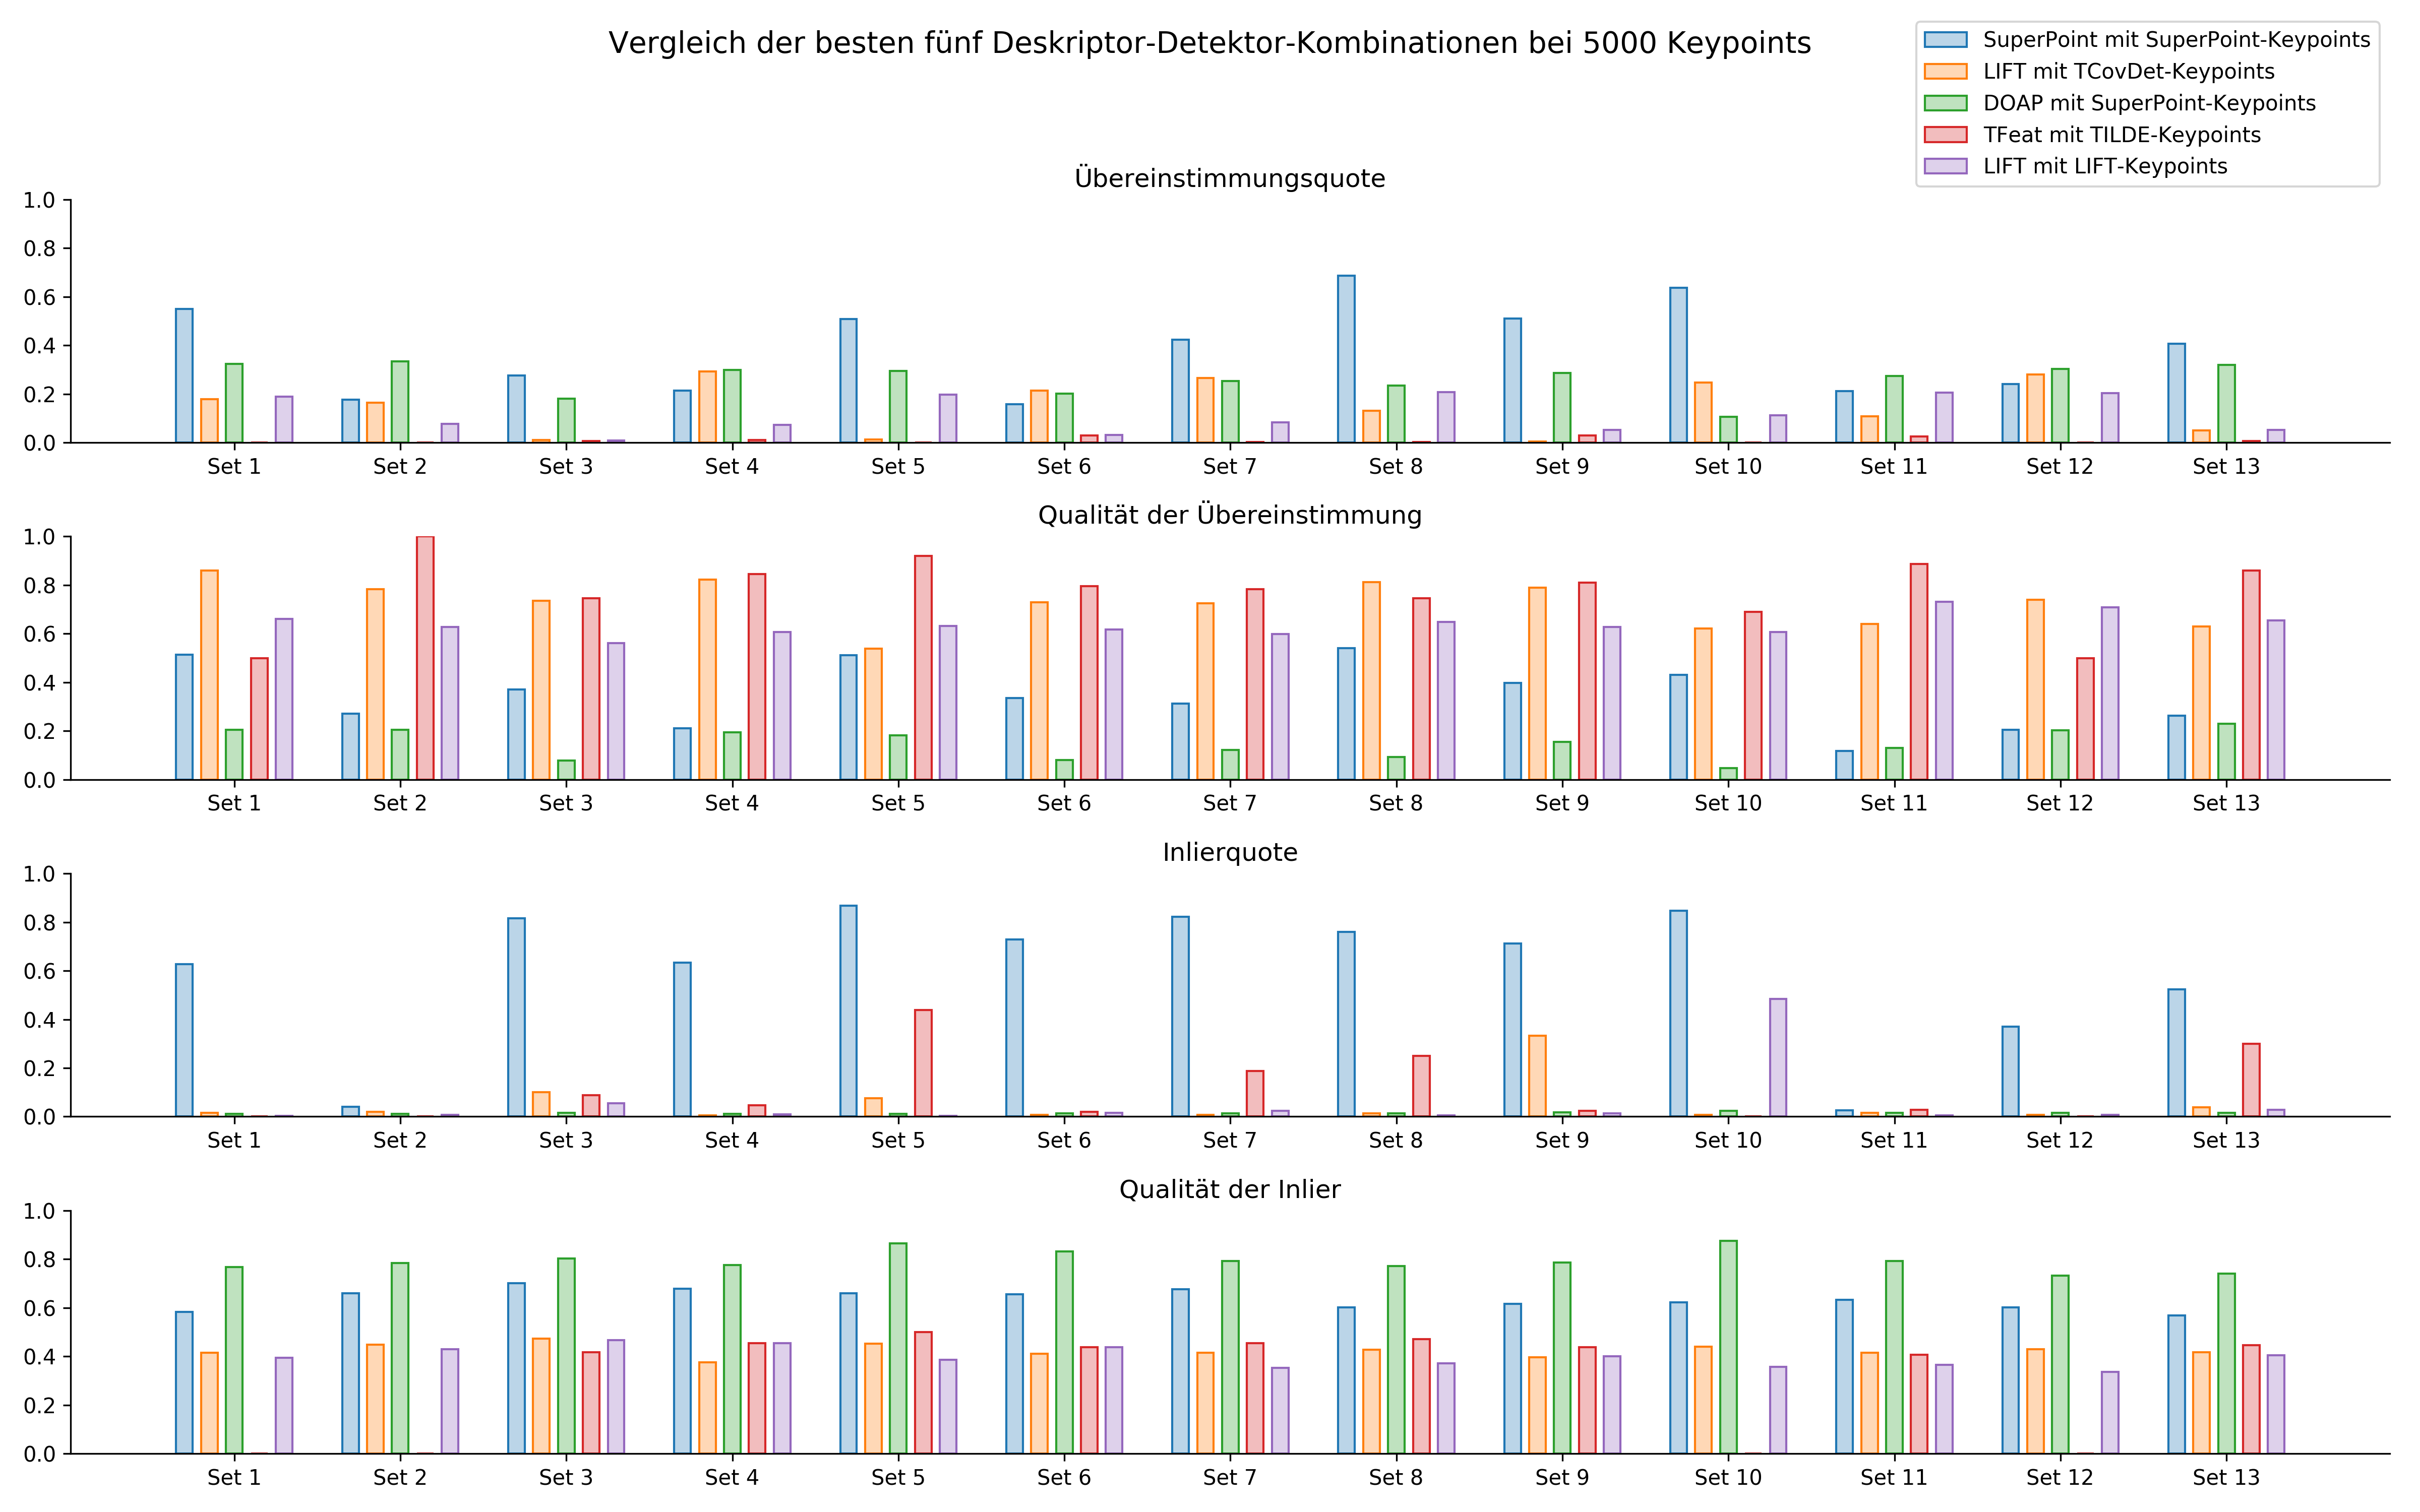 Vergleich der besten fünf Deskriptor-Detektor-Kombinationen bei 5000 Keypoints
SuperPoint mit SuperPoint-Keypoints
LIFT mit TCovDet-Keypoints
DOAP mit SuperPoint-Keypoints
TFeat mit TILDE-Keypoints
LIFT mit LIFT-Keypoints
Übereinstimmungsquote
1.0
0.8
0.6
0.4
0.2
0.0
Set 1 Set 2 Set 3 Set 4 Set 5 Set 6 Set 7 Set 8 Set 9 Set 10 Set 11 Set 12 Set 13
Qualität der Übereinstimmung
1.0
0.8
0.6
0.4
0.2
0.0
Set 1 Set 2 Set 3 Set 4 Set 5 Set 6 Set 7 Set 8 Set 9 Set 10 Set 11 Set 12 Set 13
Inlierquote
1.0
0.8
0.6
0.4
0.2
0.0
Set 1 Set 2 Set 3 Set 4 Set 5 Set 6 Set 7 Set 8 Set 9 Set 10 Set 11 Set 12 Set 13
Qualität der Inlier
1.0
0.8
0.6
0.4
0.2
0.0
Set 1 Set 2 Set 3 Set 4 Set 5 Set 6 Set 7 Set 8 Set 9 Set 10 Set 11 Set 12 Set 13